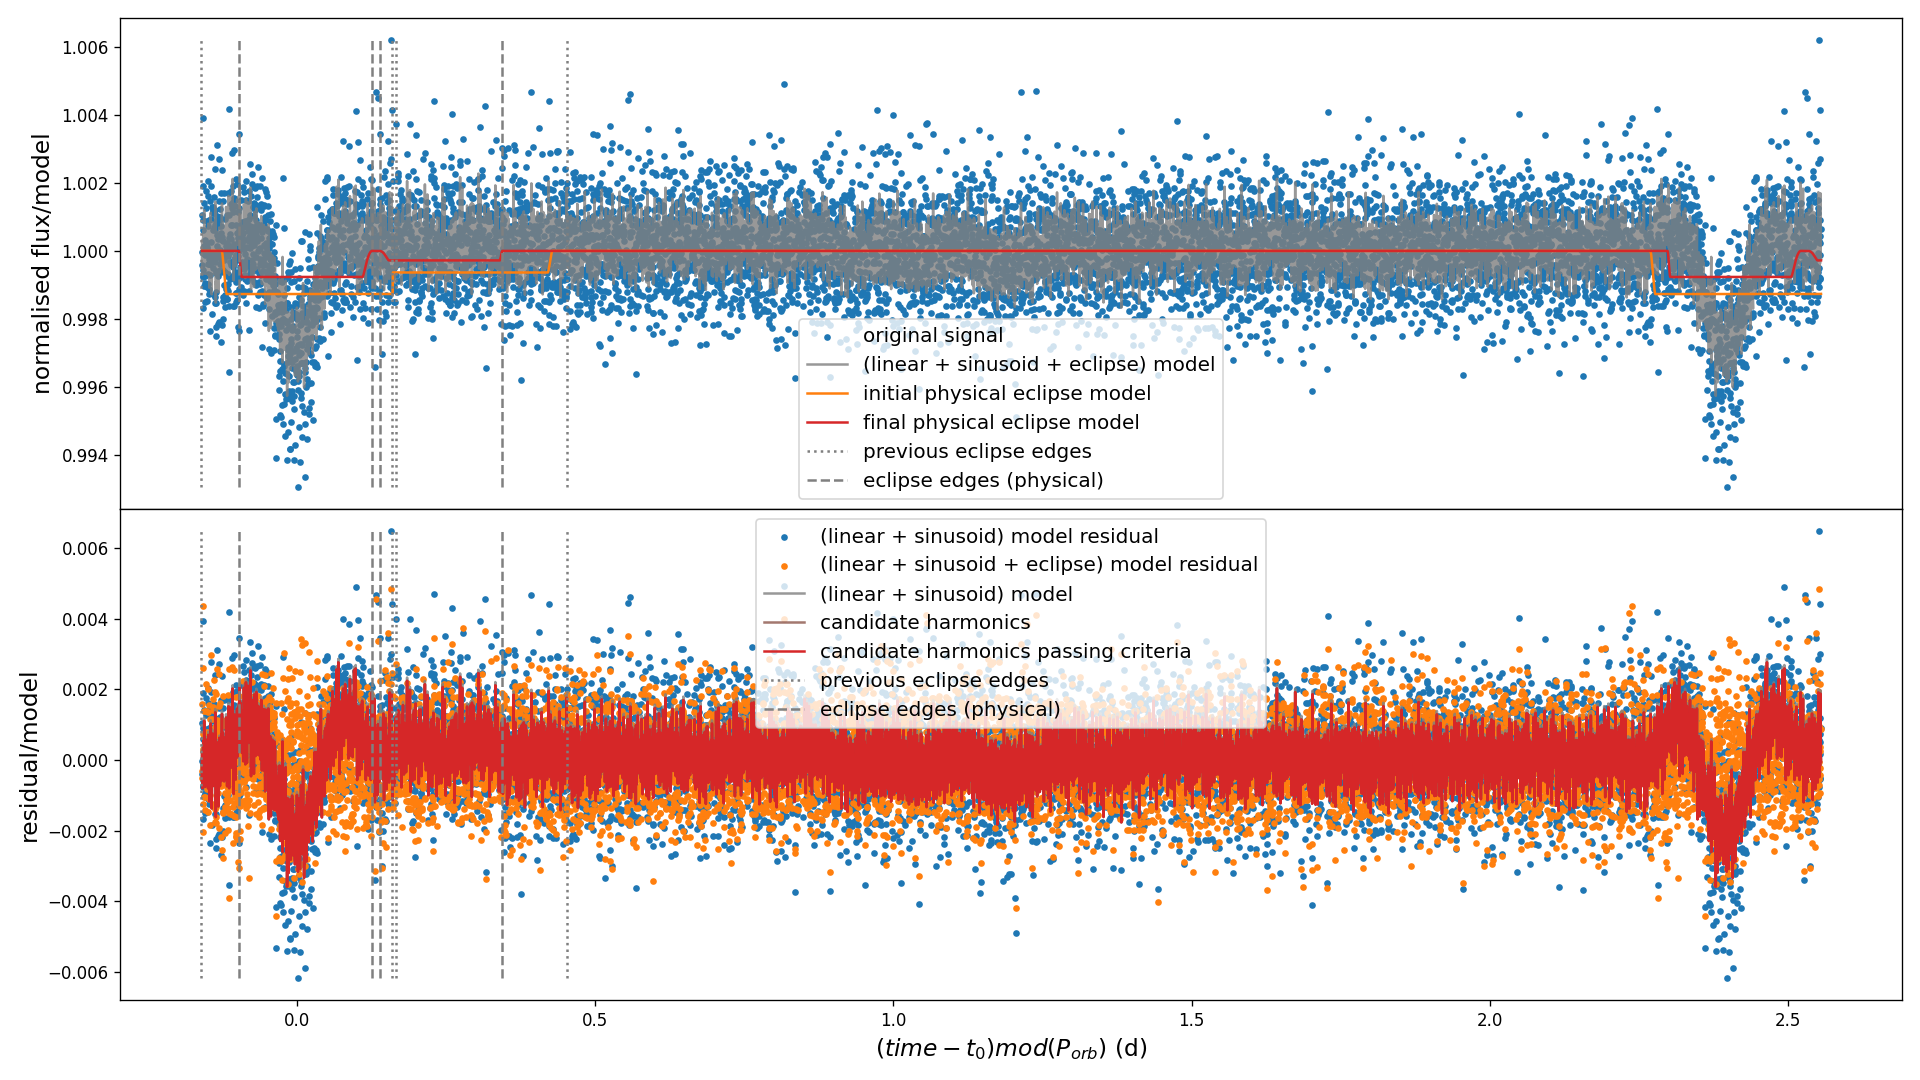 normalised flux/model
1.006
1.004
1.002
1.000
0.998
0.996
0.994
original signal
(linear + sinusoid + eclipse) model
initial physical eclipse model
final physical eclipse model
previous eclipse edges
eclipse edges (physical)
residual/model
0.006
0.004
0.002
0.000
−0.002
−0.004
−0.006
(linear + sinusoid) model residual
(linear + sinusoid + eclipse) model residual
(linear + sinusoid) model
candidate harmonics
candidate harmonics passing criteria
previous eclipse edges
eclipse edges (physical)
0.0 0.5 1.0 1.5 2.0 2.5
(time − t₀)mod(P_orb) (d)